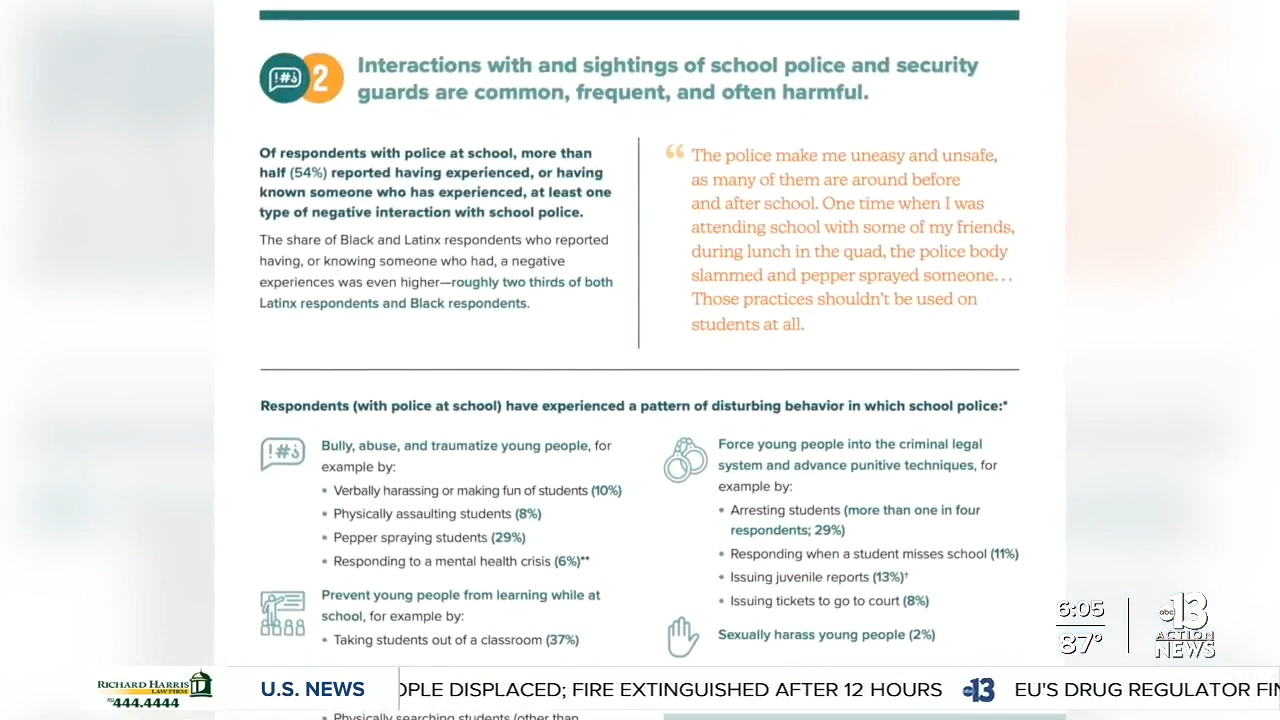 !#$
2
Interactions with and sightings of school police and security
guards are common, frequent, and often harmful.
Of respondents with police at school, more than
half (54%) reported having experienced, or having
known someone who has experienced, at least one
type of negative interaction with school police.
The share of Black and Latinx respondents who reported
having, or knowing someone who had, a negative
experiences was even higher—roughly two thirds of both
Latinx respondents and Black respondents.
“ The police make me uneasy and unsafe,
as many of them are around before
and after school. One time when I was
attending school with some of my friends,
during lunch in the quad, the police body
slammed and pepper sprayed someone...
Those practices shouldn't be used on
students at all.
Respondents (with police at school) have experienced a pattern of disturbing behavior in which school police:*
!#$
Bully, abuse, and traumatize young people, for
example by:
• Verbally harassing or making fun of students (10%)
• Physically assaulting students (8%)
• Pepper spraying students (29%)
• Responding to a mental health crisis (6%)**
Prevent young people from learning while at
school, for example by:
• Taking students out of a classroom (37%)
Physically searching students (other than
Force young people into the criminal legal
system and advance punitive techniques, for
example by:
• Arresting students (more than one in four
respondents; 29%)
• Responding when a student misses school (11%)
• Issuing juvenile reports (13%)†
• Issuing tickets to go to court (8%)
Sexually harass young people (2%)
6:05
87°
abc 13
ACTION
NEWS
RICHARD HARRIS
LAW FIRM
444.4444
U.S. NEWS
OPLE DISPLACED; FIRE EXTINGUISHED AFTER 12 HOURS
13
EU'S DRUG REGULATOR FIN